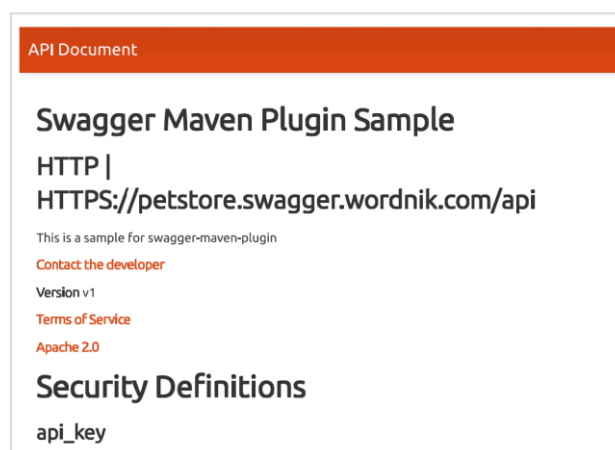 API Document
Swagger Maven Plugin Sample
HTTP |
HTTPS://petstore.swagger.wordnik.com/api
This is a sample for swagger-maven-plugin
Contact the developer
Version v1
Terms of Service
Apache 2.0
Security Definitions
api_key